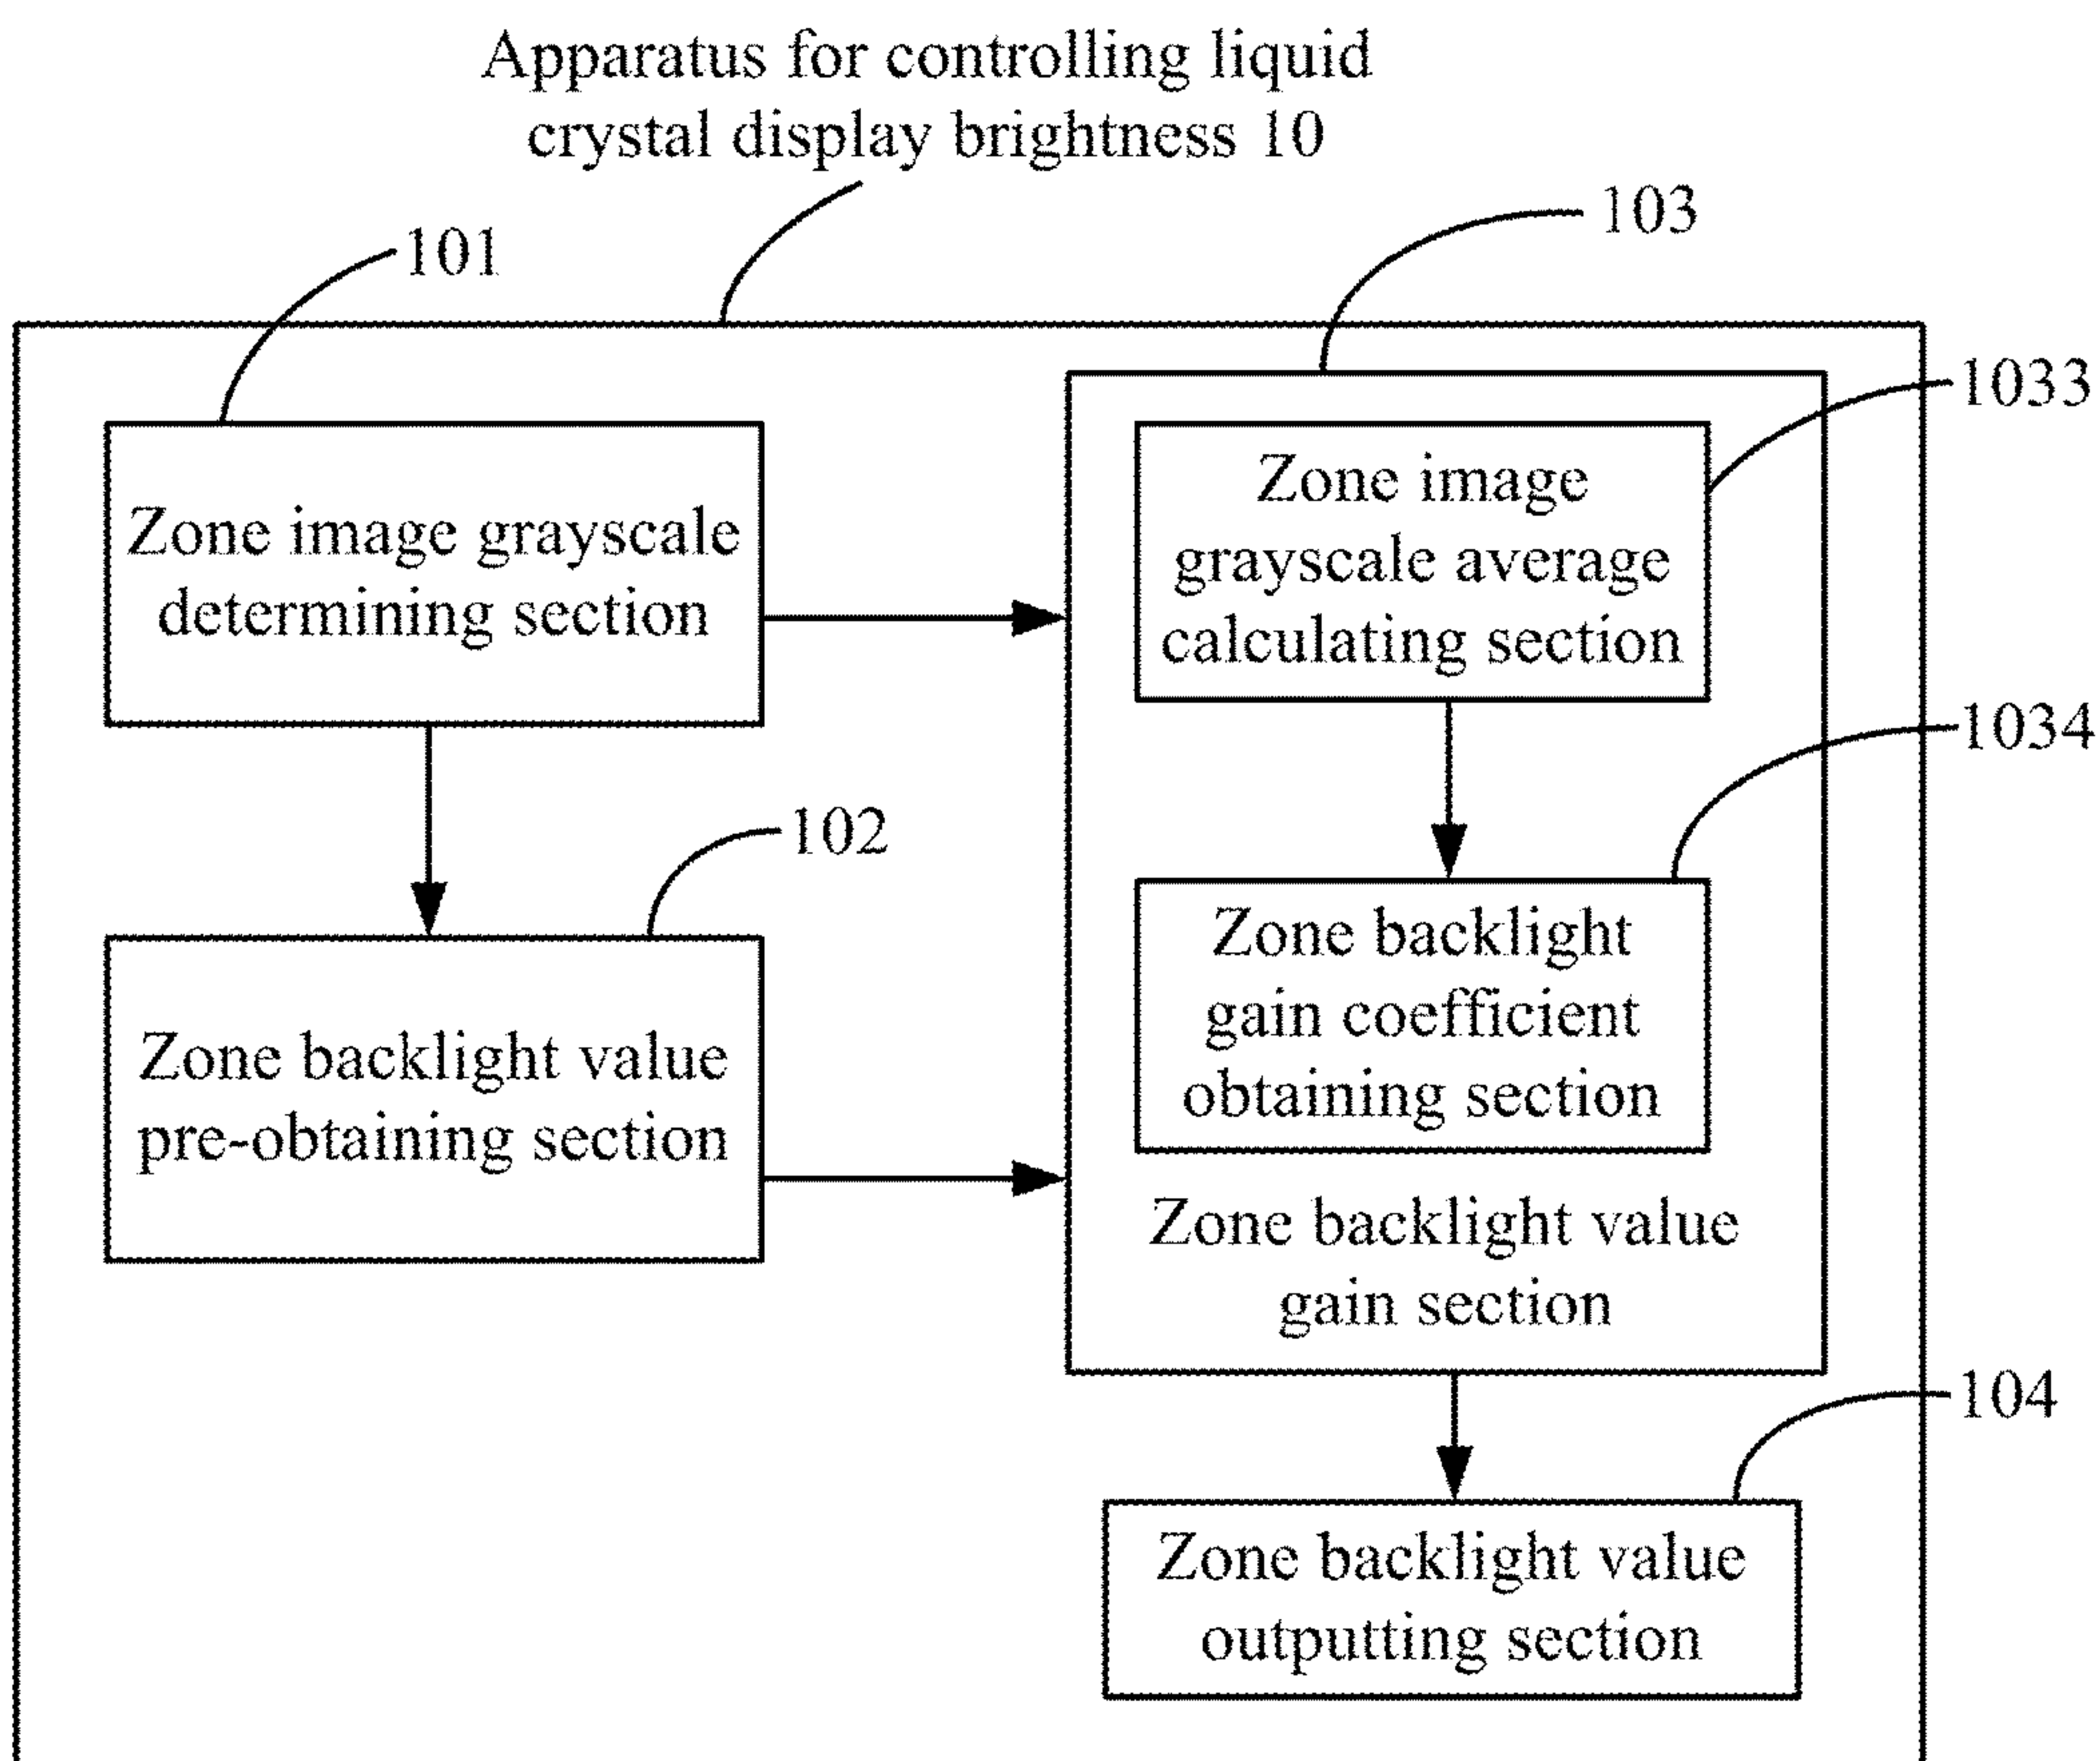 Apparatus for controlling liquid
crystal display brightness 10
101
103
1033
Zone image grayscale
determining section
Zone image
grayscale average
calculating section
1034
102
Zone backlight
gain coefficient
obtaining section
Zone backlight value
pre-obtaining section
Zone backlight value
gain section
104
Zone backlight value
outputting section